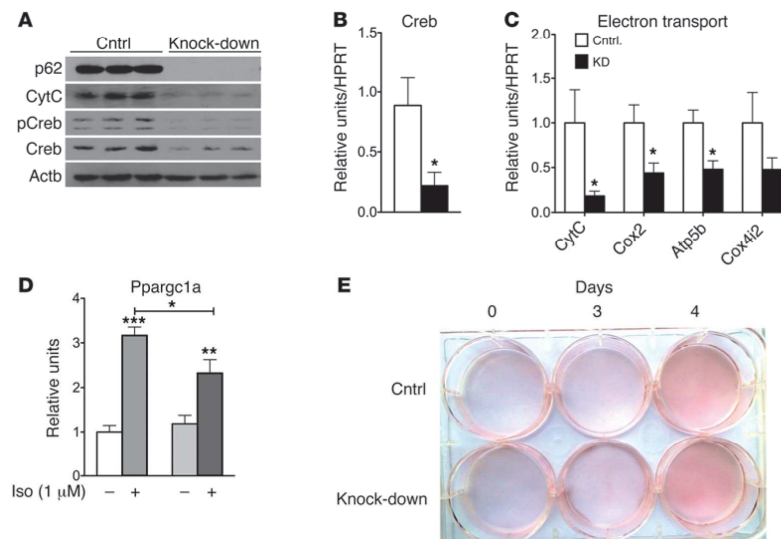 A
Cntrl Knock-down
p62
CytC
pCreb
Creb
Actb
B
Creb
Relative units/HPRT
1.5
1.0
0.5
0.0
*
C
Electron transport
Relative units/HPRT
2.0
1.5
1.0
0.5
0.0
Cntrl.
KD
* * *
CytC Cox2 Atp5b Cox4i2
D
Ppargc1a
Relative units
4
3
2
1
0
*
*** **
Iso (1 μM) – + – +
E
Days
0 3 4
Cntrl
Knock-down